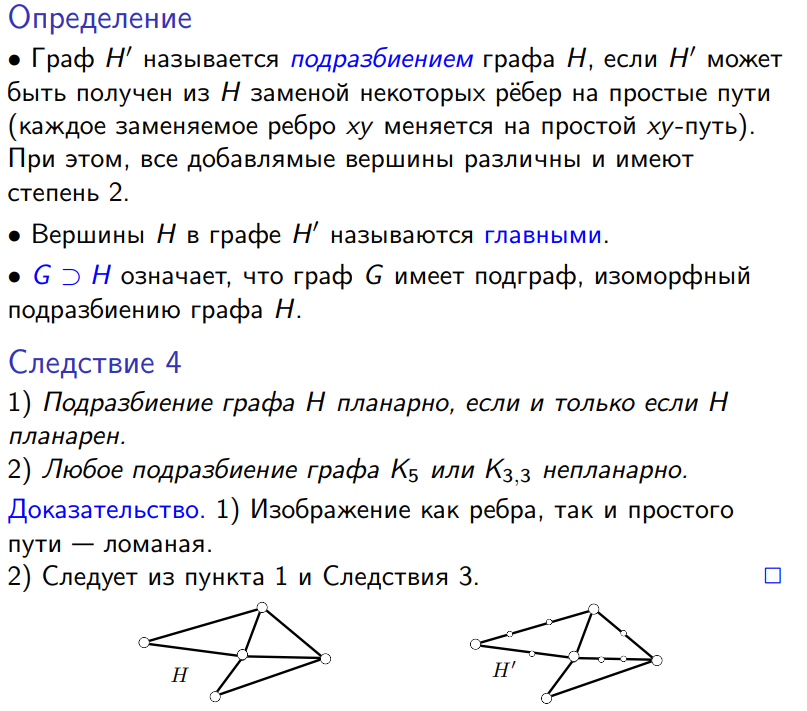 Определение
• Граф H′ называется подразбиением графа H, если H′ может
быть получен из H заменой некоторых рёбер на простые пути
(каждое заменяемое ребро xy меняется на простой xy-путь).
При этом, все добавлямые вершины различны и имеют
степень 2.
• Вершины H в графе H′ называются главными.
• G ⊃ H означает, что граф G имеет подграф, изоморфный
подразбиению графа H.
Следствие 4
1) Подразбиение графа H планарно, если и только если H
планарен.
2) Любое подразбиение графа K₅ или K₃,₃ непланарно.
Доказательство. 1) Изображение как ребра, так и простого
пути — ломаная.
2) Следует из пункта 1 и Следствия 3. □
H
H′